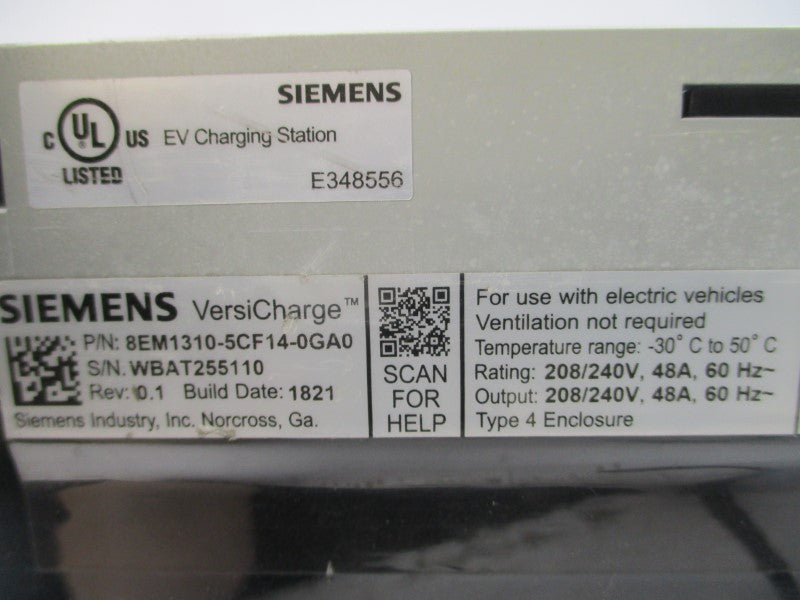 SIEMENS
C UL ® US EV Charging Station
LISTED E348556
SIEMENS VersiCharge™
P/N: 8EM1310-5CF14-0GA0
S/N. WBAT255110
Rev: 0.1 Build Date: 1821
Siemens Industry, Inc. Norcross, Ga.
SCAN
FOR
HELP
For use with electric vehicles
Ventilation not required
Temperature range: -30° C to 50° C
Rating: 208/240V, 48A, 60 Hz~
Output: 208/240V, 48A, 60 Hz~
Type 4 Enclosure